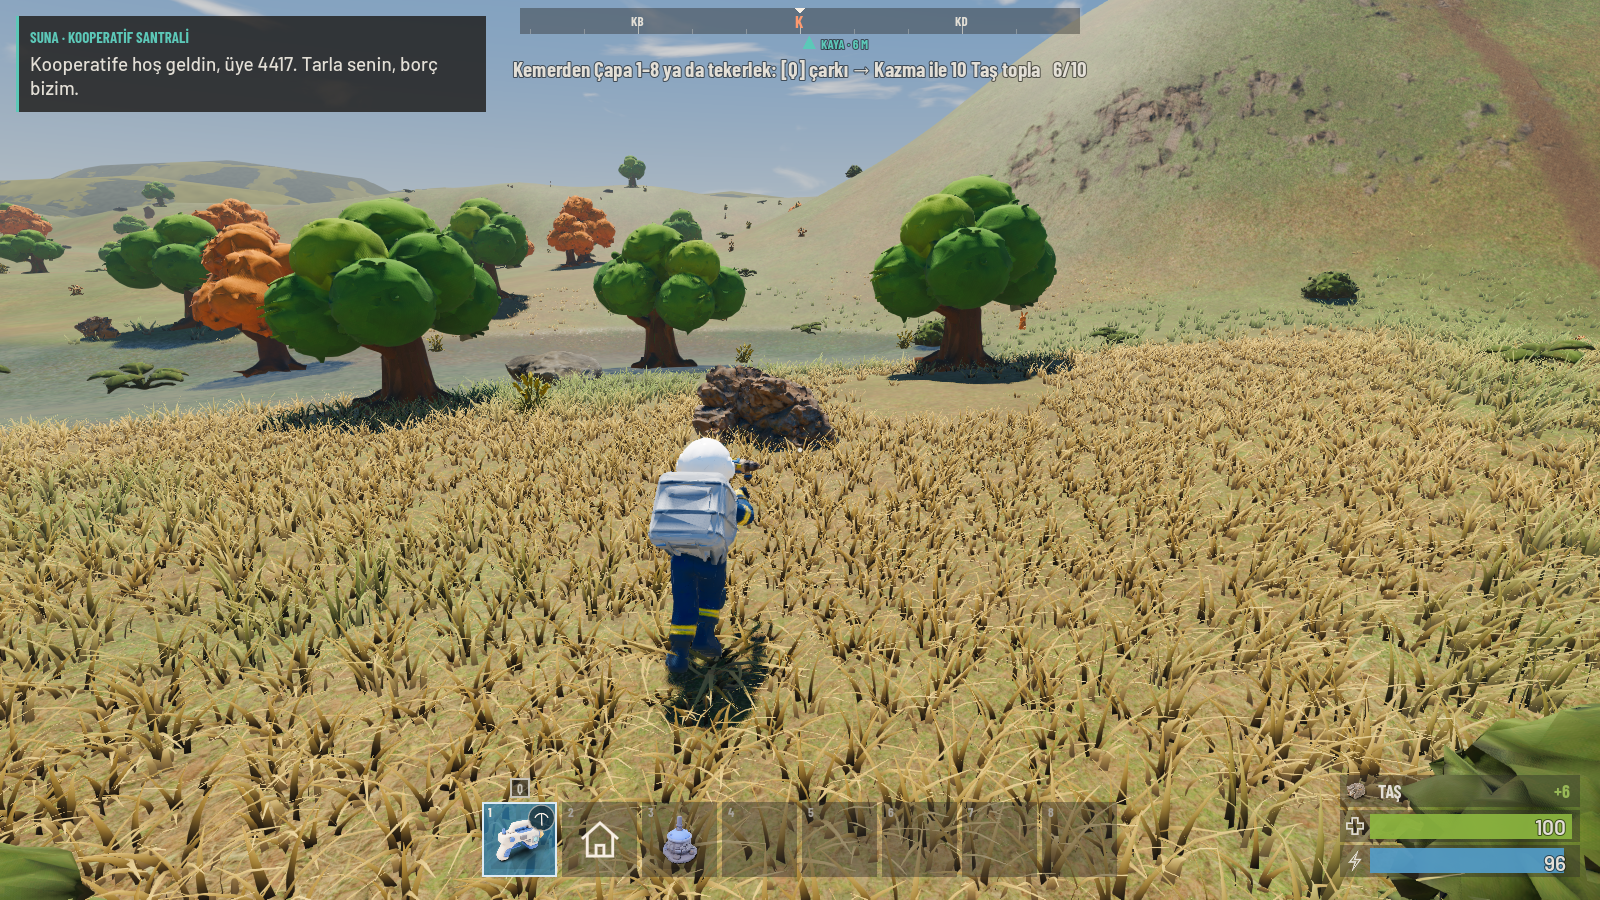 SUNA · KOOPERATİF SANTRALİ
Kooperatife hoş geldin, üye 4417. Tarla senin, borç
bizim.
KB K KD
KAYA · 6 M
Kemerden Çapa 1-8 ya da tekerlek: [Q] çarkı → Kazma ile 10 Taş topla 6/10
Q
1 2 3 4 5 6 7 8
TAŞ +6
100
96